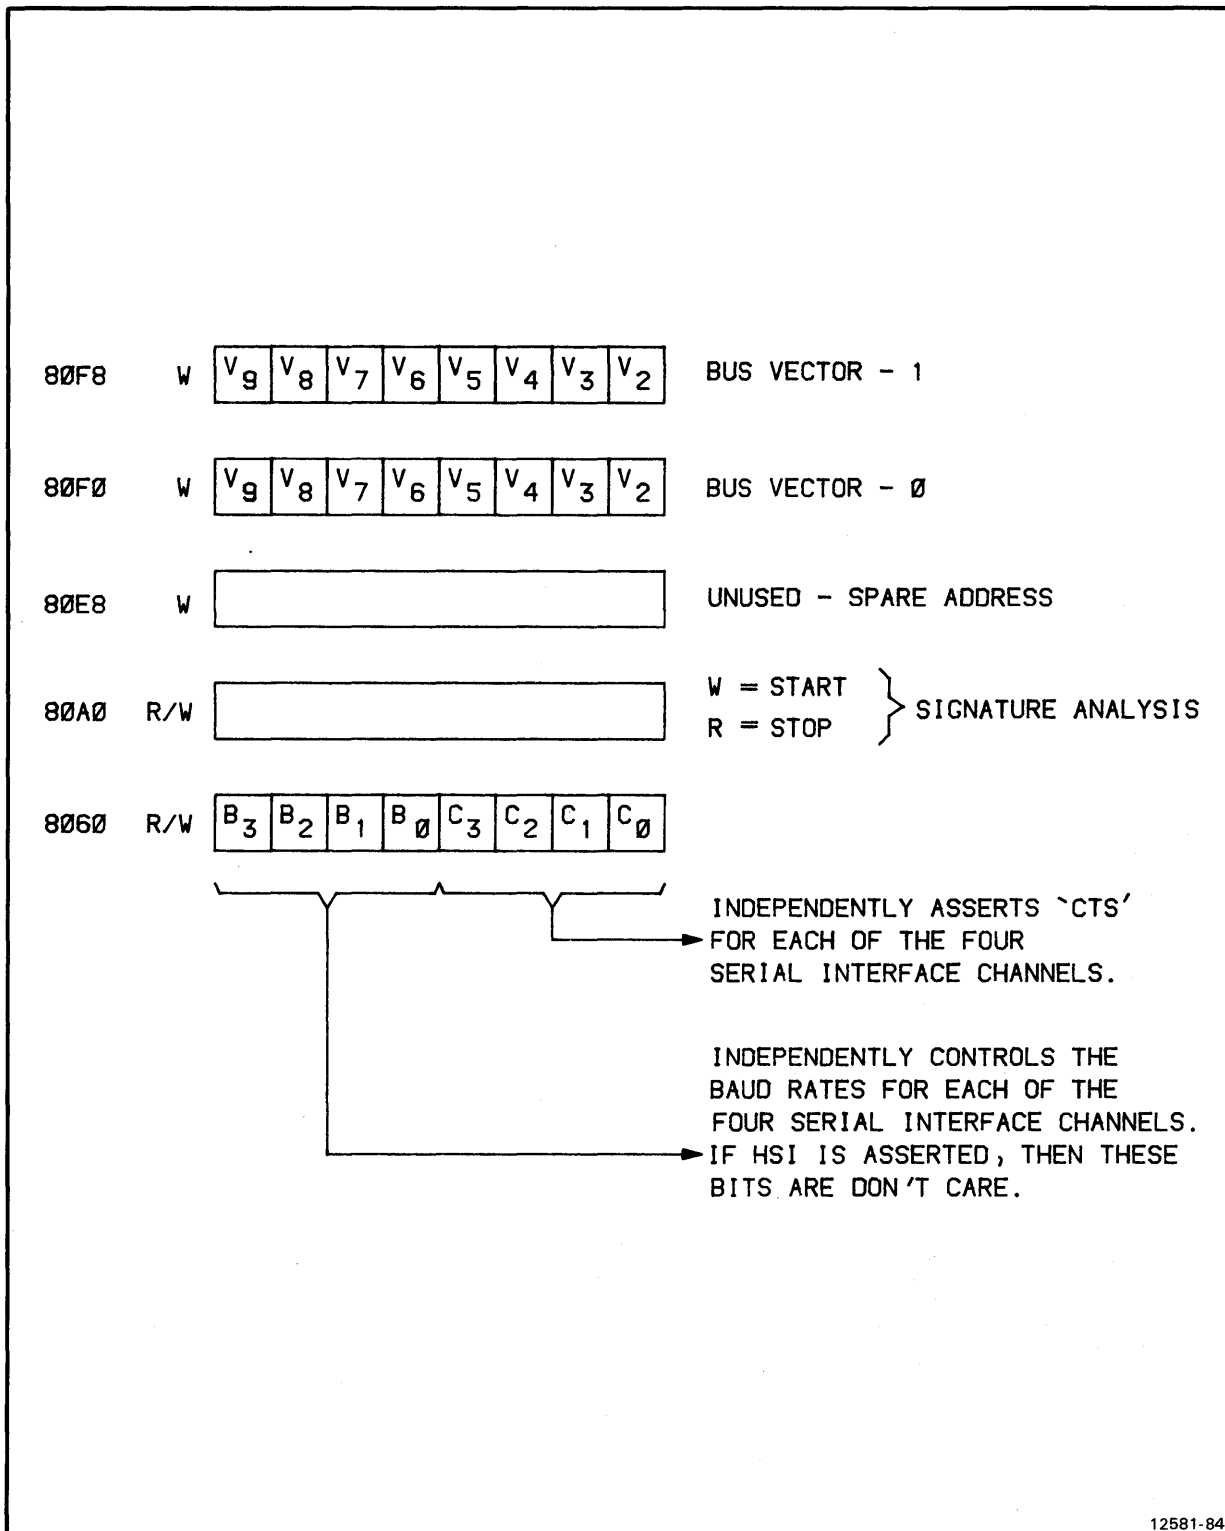 80F8 W V9 V8 V7 V6 V5 V4 V3 V2 BUS VECTOR - 1
80F0 W V9 V8 V7 V6 V5 V4 V3 V2 BUS VECTOR - 0
80E8 W UNUSED - SPARE ADDRESS
80A0 R/W W = START
R = STOP
SIGNATURE ANALYSIS
8060 R/W B3 B2 B1 B0 C3 C2 C1 C0
INDEPENDENTLY ASSERTS `CTS'
FOR EACH OF THE FOUR
SERIAL INTERFACE CHANNELS.
INDEPENDENTLY CONTROLS THE
BAUD RATES FOR EACH OF THE
FOUR SERIAL INTERFACE CHANNELS.
IF HSI IS ASSERTED, THEN THESE
BITS ARE DON'T CARE.
12581-84